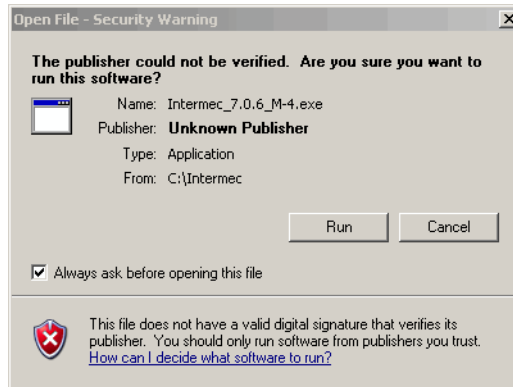 Open File - Security Warning
The publisher could not be verified.  Are you sure you want to
run this software?
Name: Intermec_7.0.6_M-4.exe
Publisher: Unknown Publisher
Type: Application
From: C:\Intermec
Run Cancel
Always ask before opening this file
This file does not have a valid digital signature that verifies its
publisher.  You should only run software from publishers you trust.
How can I decide what software to run?